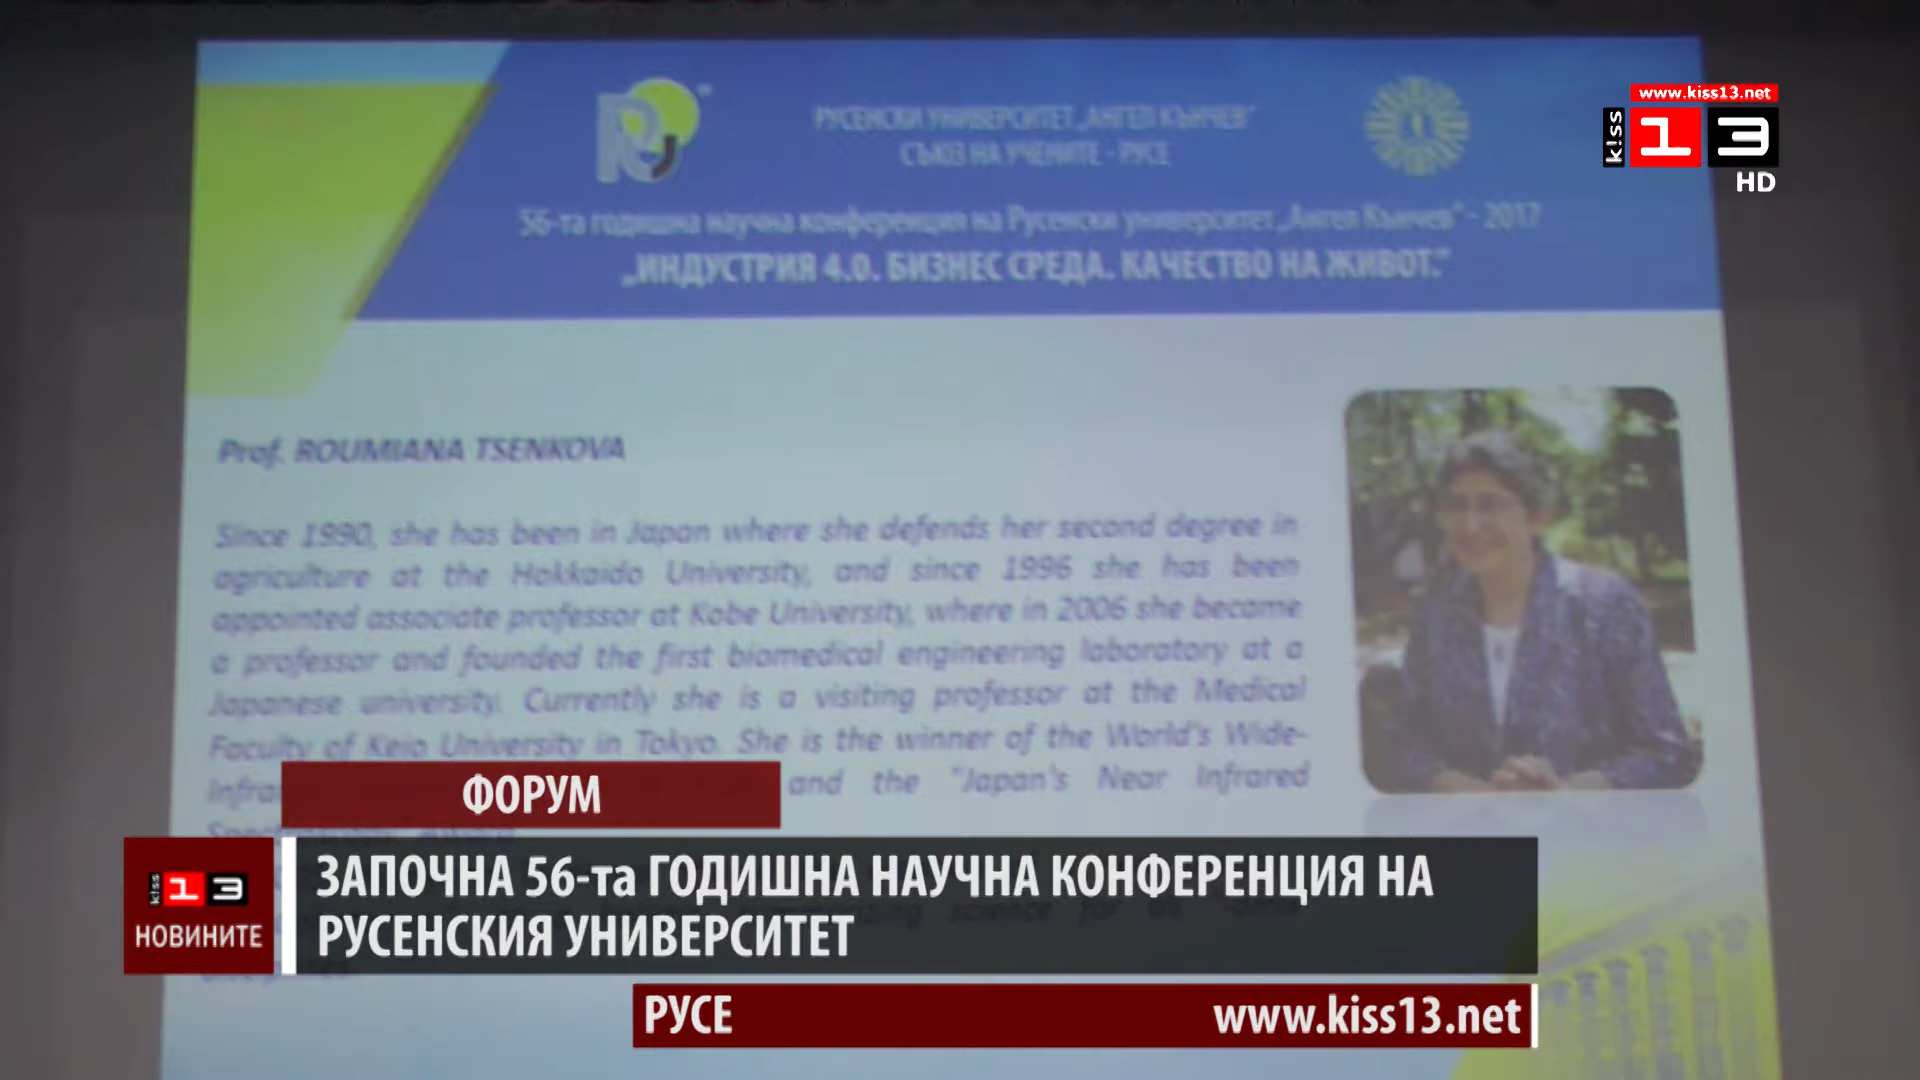 www.kiss13.net
kiss 13
HD
РУСЕНСКИ УНИВЕРСИТЕТ „АНГЕЛ КЪНЧЕВ“
СЪЮЗ НА УЧЕНИТЕ - РУСЕ
56-та годишна научна конференция на Русенски университет „Ангел Кънчев“ - 2017
„ИНДУСТРИЯ 4.0. БИЗНЕС СРЕДА. КАЧЕСТВО НА ЖИВОТ.“
Prof. ROUMIANA TSENKOVA
Since 1990, she has been in Japan where she defends her second degree in
agriculture at the Hokkaido University, and since 1996 she has been
appointed associate professor at Kobe University, where in 2006 she became
a professor and founded the first biomedical engineering laboratory at a
Japanese university. Currently she is a visiting professor at the Medical
Faculty of Keio University in Tokyo. She is the winner of the World's Wide-
and the "Japan's Near Infrared
ФОРУМ
ЗАПОЧНА 56-та ГОДИШНА НАУЧНА КОНФЕРЕНЦИЯ НА
РУСЕНСКИЯ УНИВЕРСИТЕТ
kiss 13
НОВИНИТЕ
РУСЕ www.kiss13.net